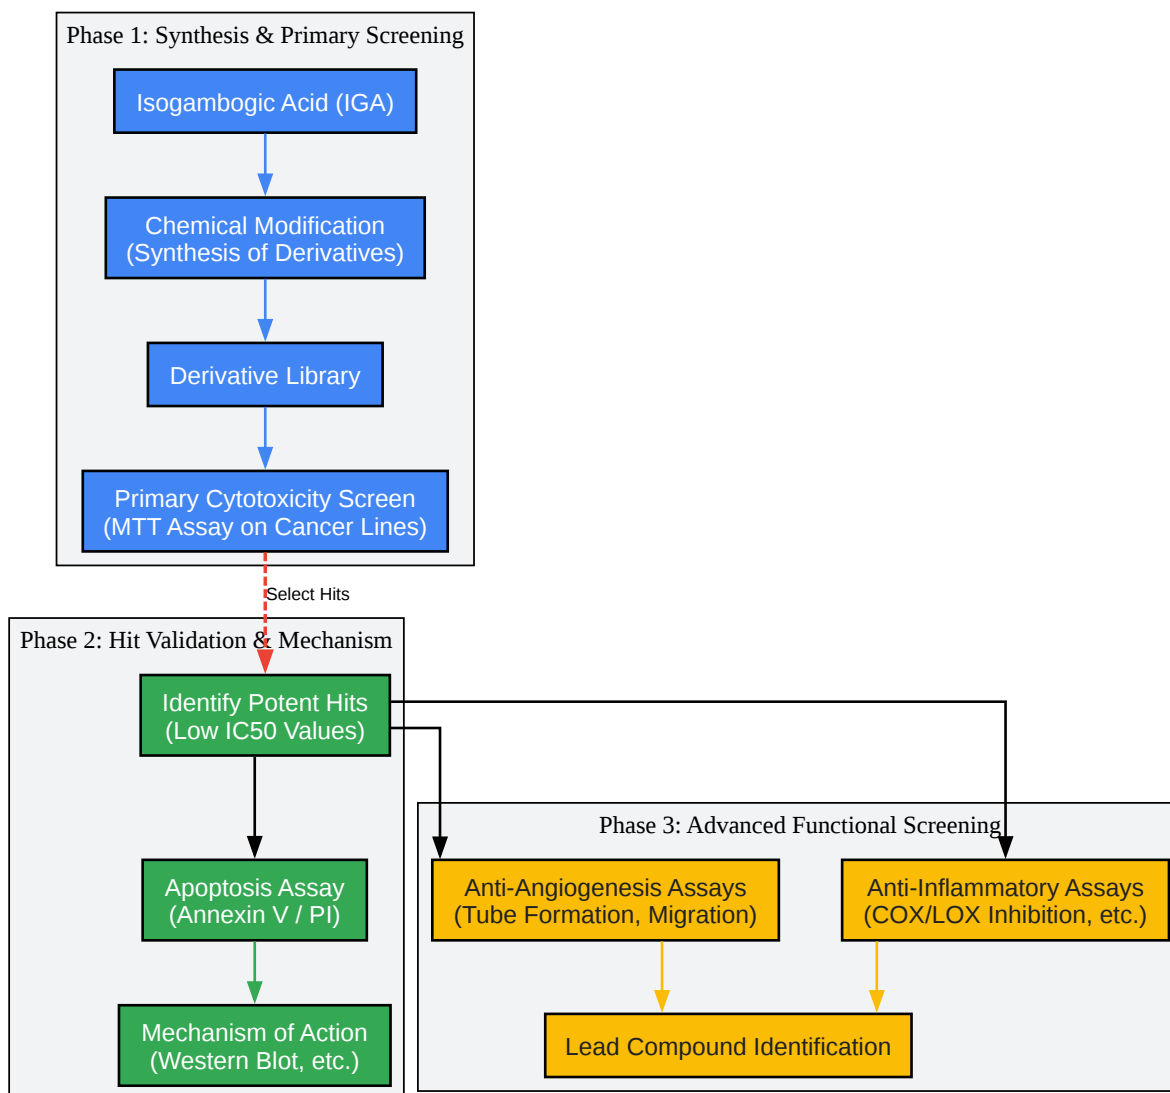 Phase 1: Synthesis & Primary Screening
Isogambogic Acid (IGA)
Chemical Modification
(Synthesis of Derivatives)
Derivative Library
Primary Cytotoxicity Screen
(MTT Assay on Cancer Lines)
Select Hits
Phase 2: Hit Validation & Mechanism
Identify Potent Hits
(Low IC50 Values)
Apoptosis Assay
(Annexin V / PI)
Mechanism of Action
(Western Blot, etc.)
Phase 3: Advanced Functional Screening
Anti-Angiogenesis Assays
(Tube Formation, Migration)
Anti-Inflammatory Assays
(COX/LOX Inhibition, etc.)
Lead Compound Identification